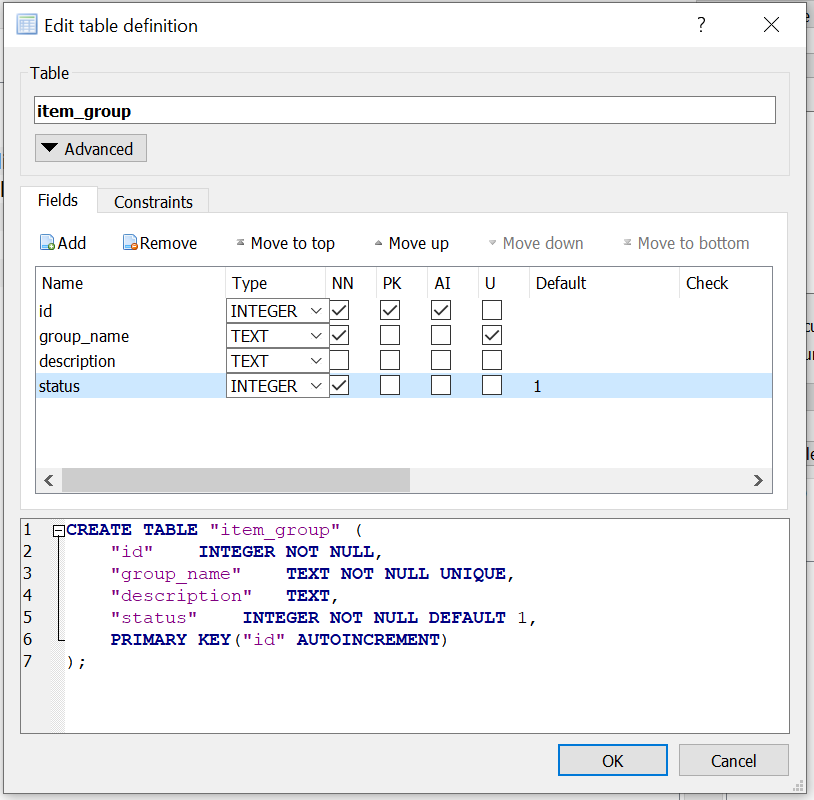 Edit table definition ?
Table
item_group
Advanced
Fields Constraints
Add Remove Move to top Move up Move down Move to bottom
Name Type NN PK AI U Default Check
id INTEGER
group_name TEXT
description TEXT
status INTEGER 1
1 CREATE TABLE "item_group" (
2 "id" INTEGER NOT NULL,
3 "group_name" TEXT NOT NULL UNIQUE,
4 "description" TEXT,
5 "status" INTEGER NOT NULL DEFAULT 1,
6 PRIMARY KEY("id" AUTOINCREMENT)
7 );
OK Cancel